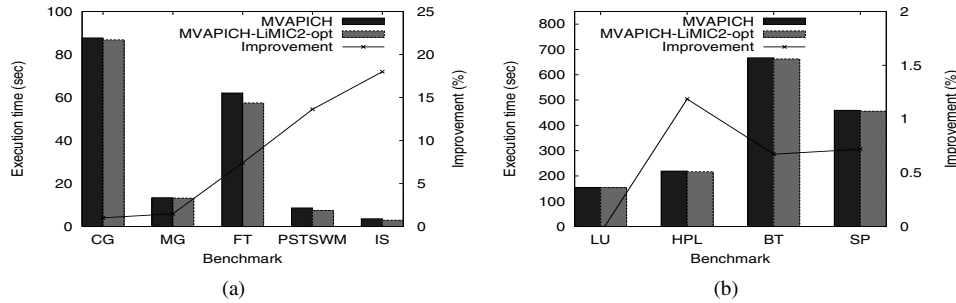 MVAPICH
MVAPICH-LiMIC2-opt
Improvement
Execution time (sec)
100
80
60
40
20
0
Improvement (%)
25
20
15
10
5
0
CG MG FT PSTSWM IS
Benchmark
(a)
MVAPICH
MVAPICH-LiMIC2-opt
Improvement
Execution time (sec)
800
700
600
500
400
300
200
100
0
Improvement (%)
2
1.5
1
0.5
0
LU HPL BT SP
Benchmark
(b)